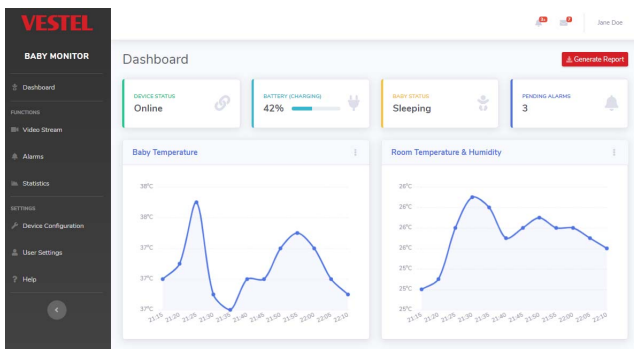 VESTEL
3+
7
Jane Doe
BABY MONITOR
Dashboard
Generate Report
Dashboard
DEVICE STATUS
Online
BATTERY (CHARGING)
42%
BABY STATUS
Sleeping
PENDING ALARMS
3
FUNCTIONS
Video Stream
Alarms
Statistics
SETTINGS
Device Configuration
User Settings
? Help
Baby Temperature
38°C
38°C
37°C
37°C
37°C
21:15 21:20 21:25 21:30 21:35 21:40 21:45 21:50 21:55 22:00 22:05 22:10
Room Temperature & Humidity
26°C
26°C
26°C
26°C
25°C
25°C
25°C
21:15 21:20 21:25 21:30 21:35 21:40 21:45 21:50 21:55 22:00 22:05 22:10